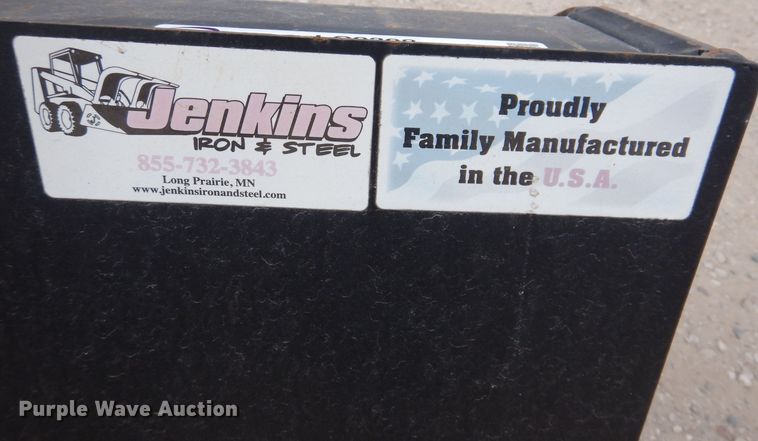 Jenkins
IRON & STEEL
855-732-3843
Long Prairie, MN
www.jenkinsironandsteel.com
Proudly
Family Manufactured
in the U.S.A.
Purple Wave Auction